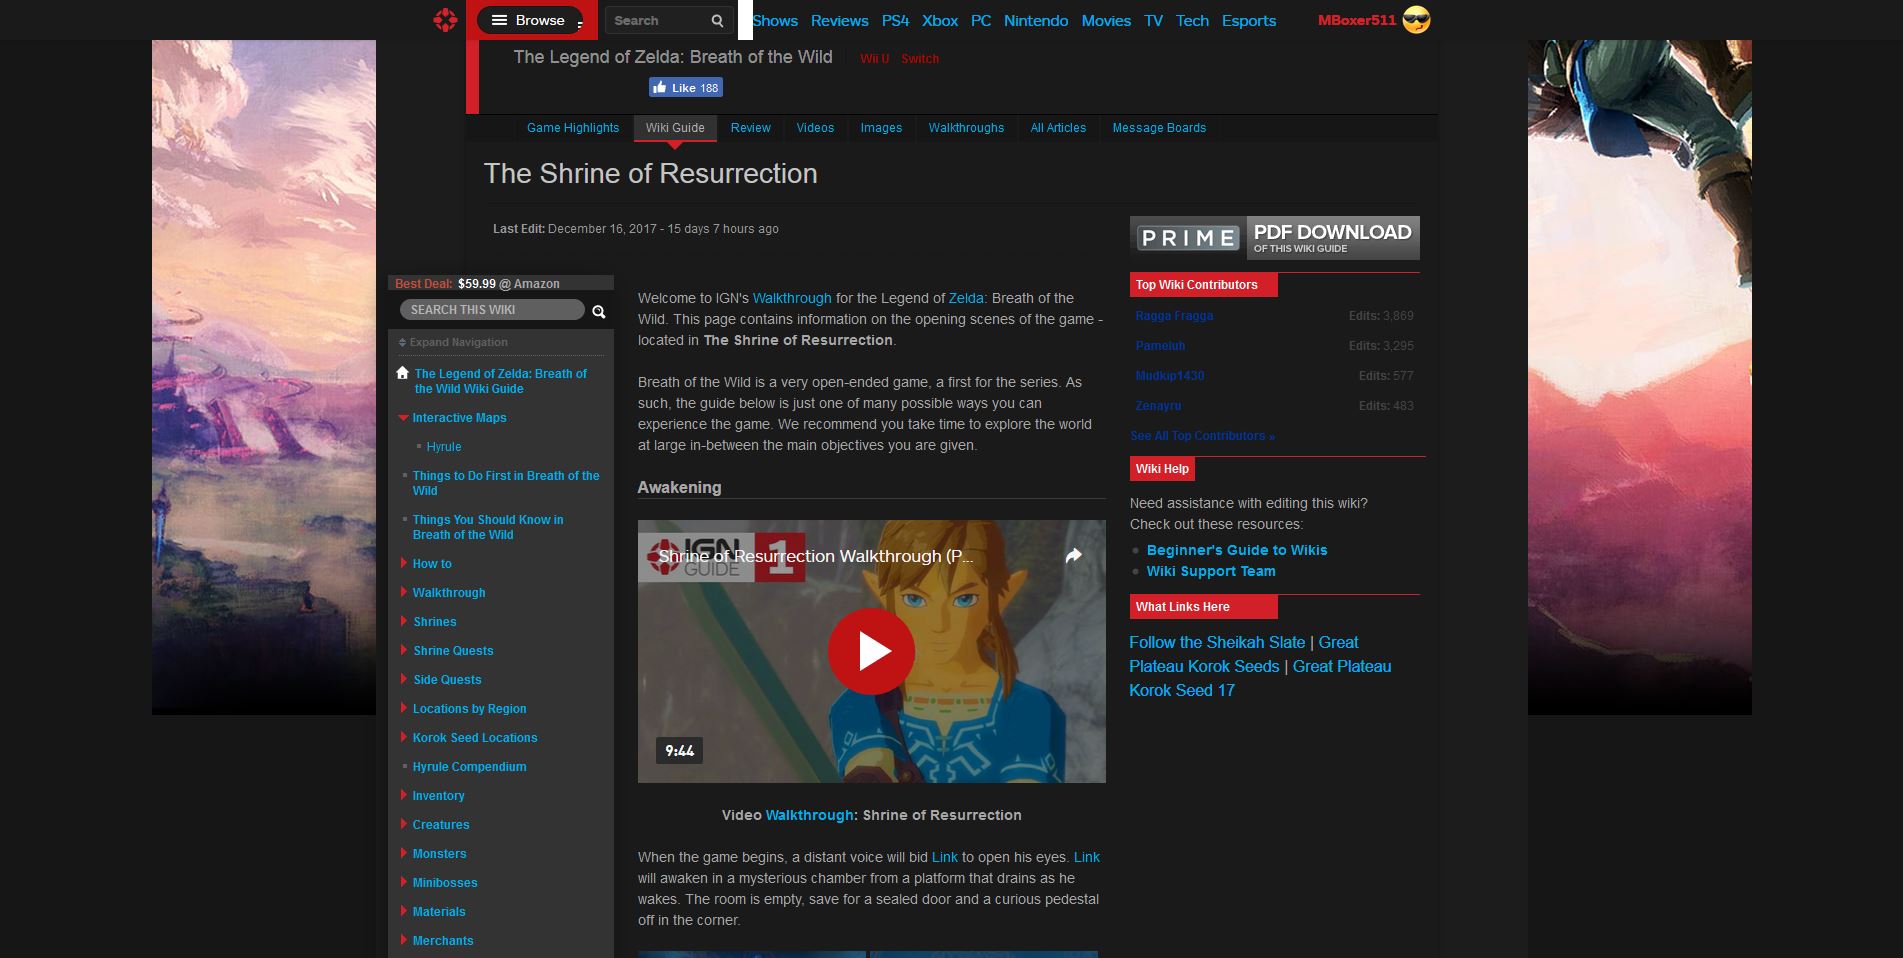 Browse
Search
Shows Reviews PS4 Xbox PC Nintendo Movies TV Tech Esports
MBoxer511
The Legend of Zelda: Breath of the Wild
Wii U Switch
Like 188
Game Highlights Wiki Guide Review Videos Images Walkthroughs All Articles Message Boards
The Shrine of Resurrection
Last Edit: December 16, 2017 - 15 days 7 hours ago
Best Deal: $59.99 @ Amazon
SEARCH THIS WIKI
Expand Navigation
The Legend of Zelda: Breath of
the Wild Wiki Guide
Interactive Maps
Hyrule
Things to Do First in Breath of the
Wild
Things You Should Know in
Breath of the Wild
How to
Walkthrough
Shrines
Shrine Quests
Side Quests
Locations by Region
Korok Seed Locations
Hyrule Compendium
Inventory
Creatures
Monsters
Minibosses
Materials
Merchants
Welcome to IGN's Walkthrough for the Legend of Zelda: Breath of the
Wild. This page contains information on the opening scenes of the game -
located in The Shrine of Resurrection.
Breath of the Wild is a very open-ended game, a first for the series. As
such, the guide below is just one of many possible ways you can
experience the game. We recommend you take time to explore the world
at large in-between the main objectives you are given.
Awakening
IGN
GUIDE
1
Shrine of Resurrection Walkthrough (P...
9:44
Video Walkthrough: Shrine of Resurrection
When the game begins, a distant voice will bid Link to open his eyes. Link
will awaken in a mysterious chamber from a platform that drains as he
wakes. The room is empty, save for a sealed door and a curious pedestal
off in the corner.
PRIME
PDF DOWNLOAD
OF THIS WIKI GUIDE
Top Wiki Contributors
Ragga Fragga Edits: 3,869
Pameluh Edits: 3,295
Mudkip1430 Edits: 577
Zenayru Edits: 483
See All Top Contributors »
Wiki Help
Need assistance with editing this wiki?
Check out these resources:
Beginner's Guide to Wikis
Wiki Support Team
What Links Here
Follow the Sheikah Slate | Great
Plateau Korok Seeds | Great Plateau
Korok Seed 17